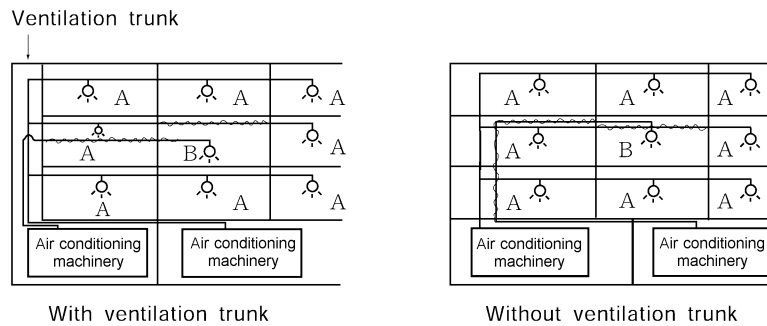 Ventilation trunk
A A A
A A A
A B A
A B A
A A A
A A A
Air conditioning machinery
Air conditioning machinery
Air conditioning machinery
Air conditioning machinery
With ventilation trunk
Without ventilation trunk